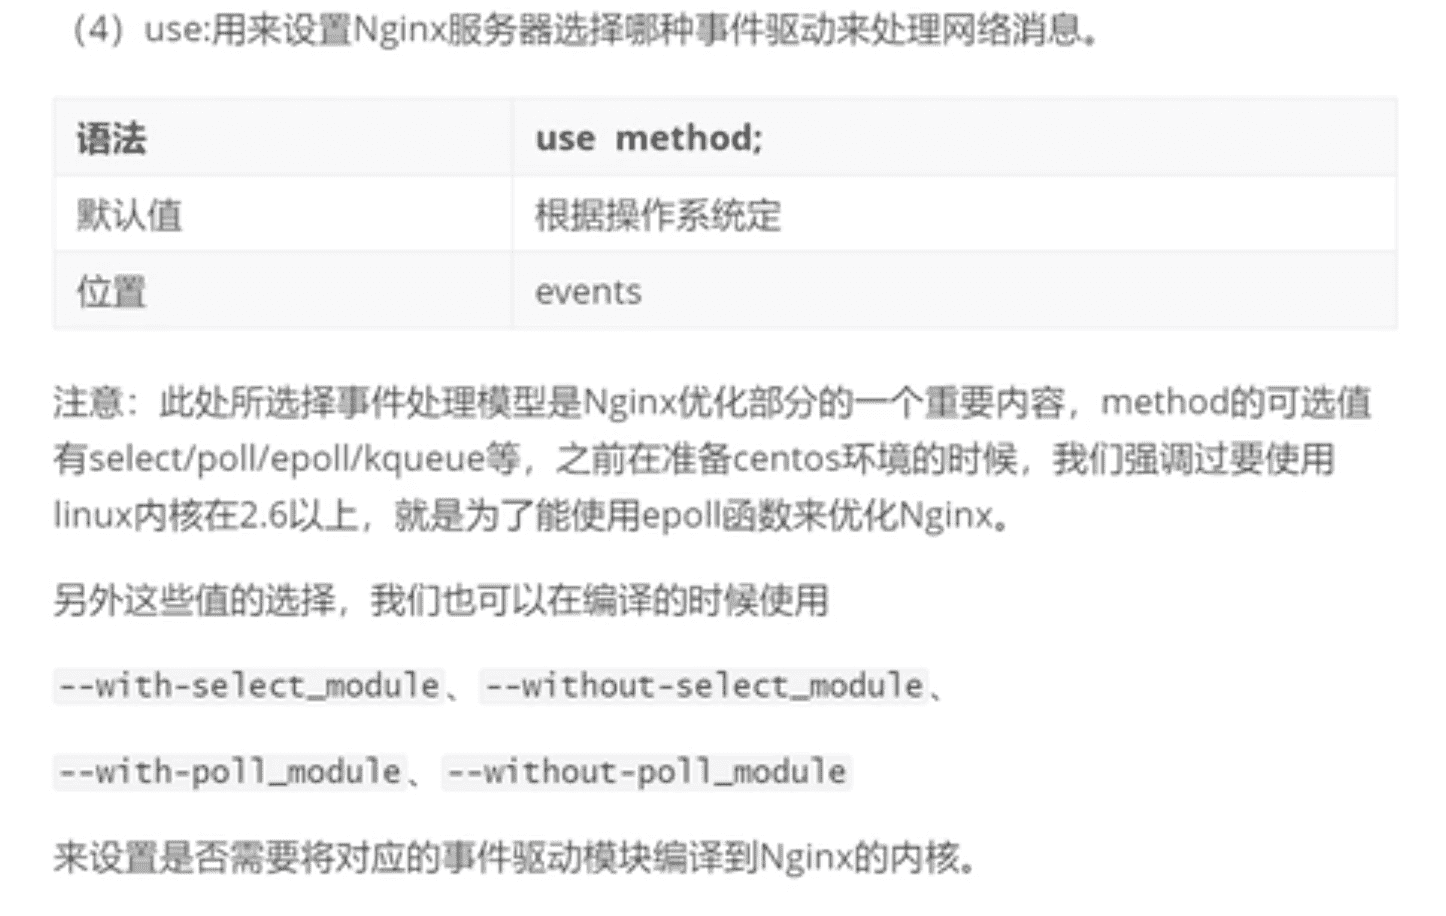 （4）use:用来设置Nginx服务器选择哪种事件驱动来处理网络消息。
语法 use method;
默认值 根据操作系统定
位置 events
注意：此处所选择事件处理模型是Nginx优化部分的一个重要内容，method的可选值
有select/poll/epoll/kqueue等，之前在准备centos环境的时候，我们强调过要使用
linux内核在2.6以上，就是为了能使用epoll函数来优化Nginx。
另外这些值的选择，我们也可以在编译的时候使用
--with-select_module、--without-select_module、
--with-poll_module、--without-poll_module
来设置是否需要将对应的事件驱动模块编译到Nginx的内核。